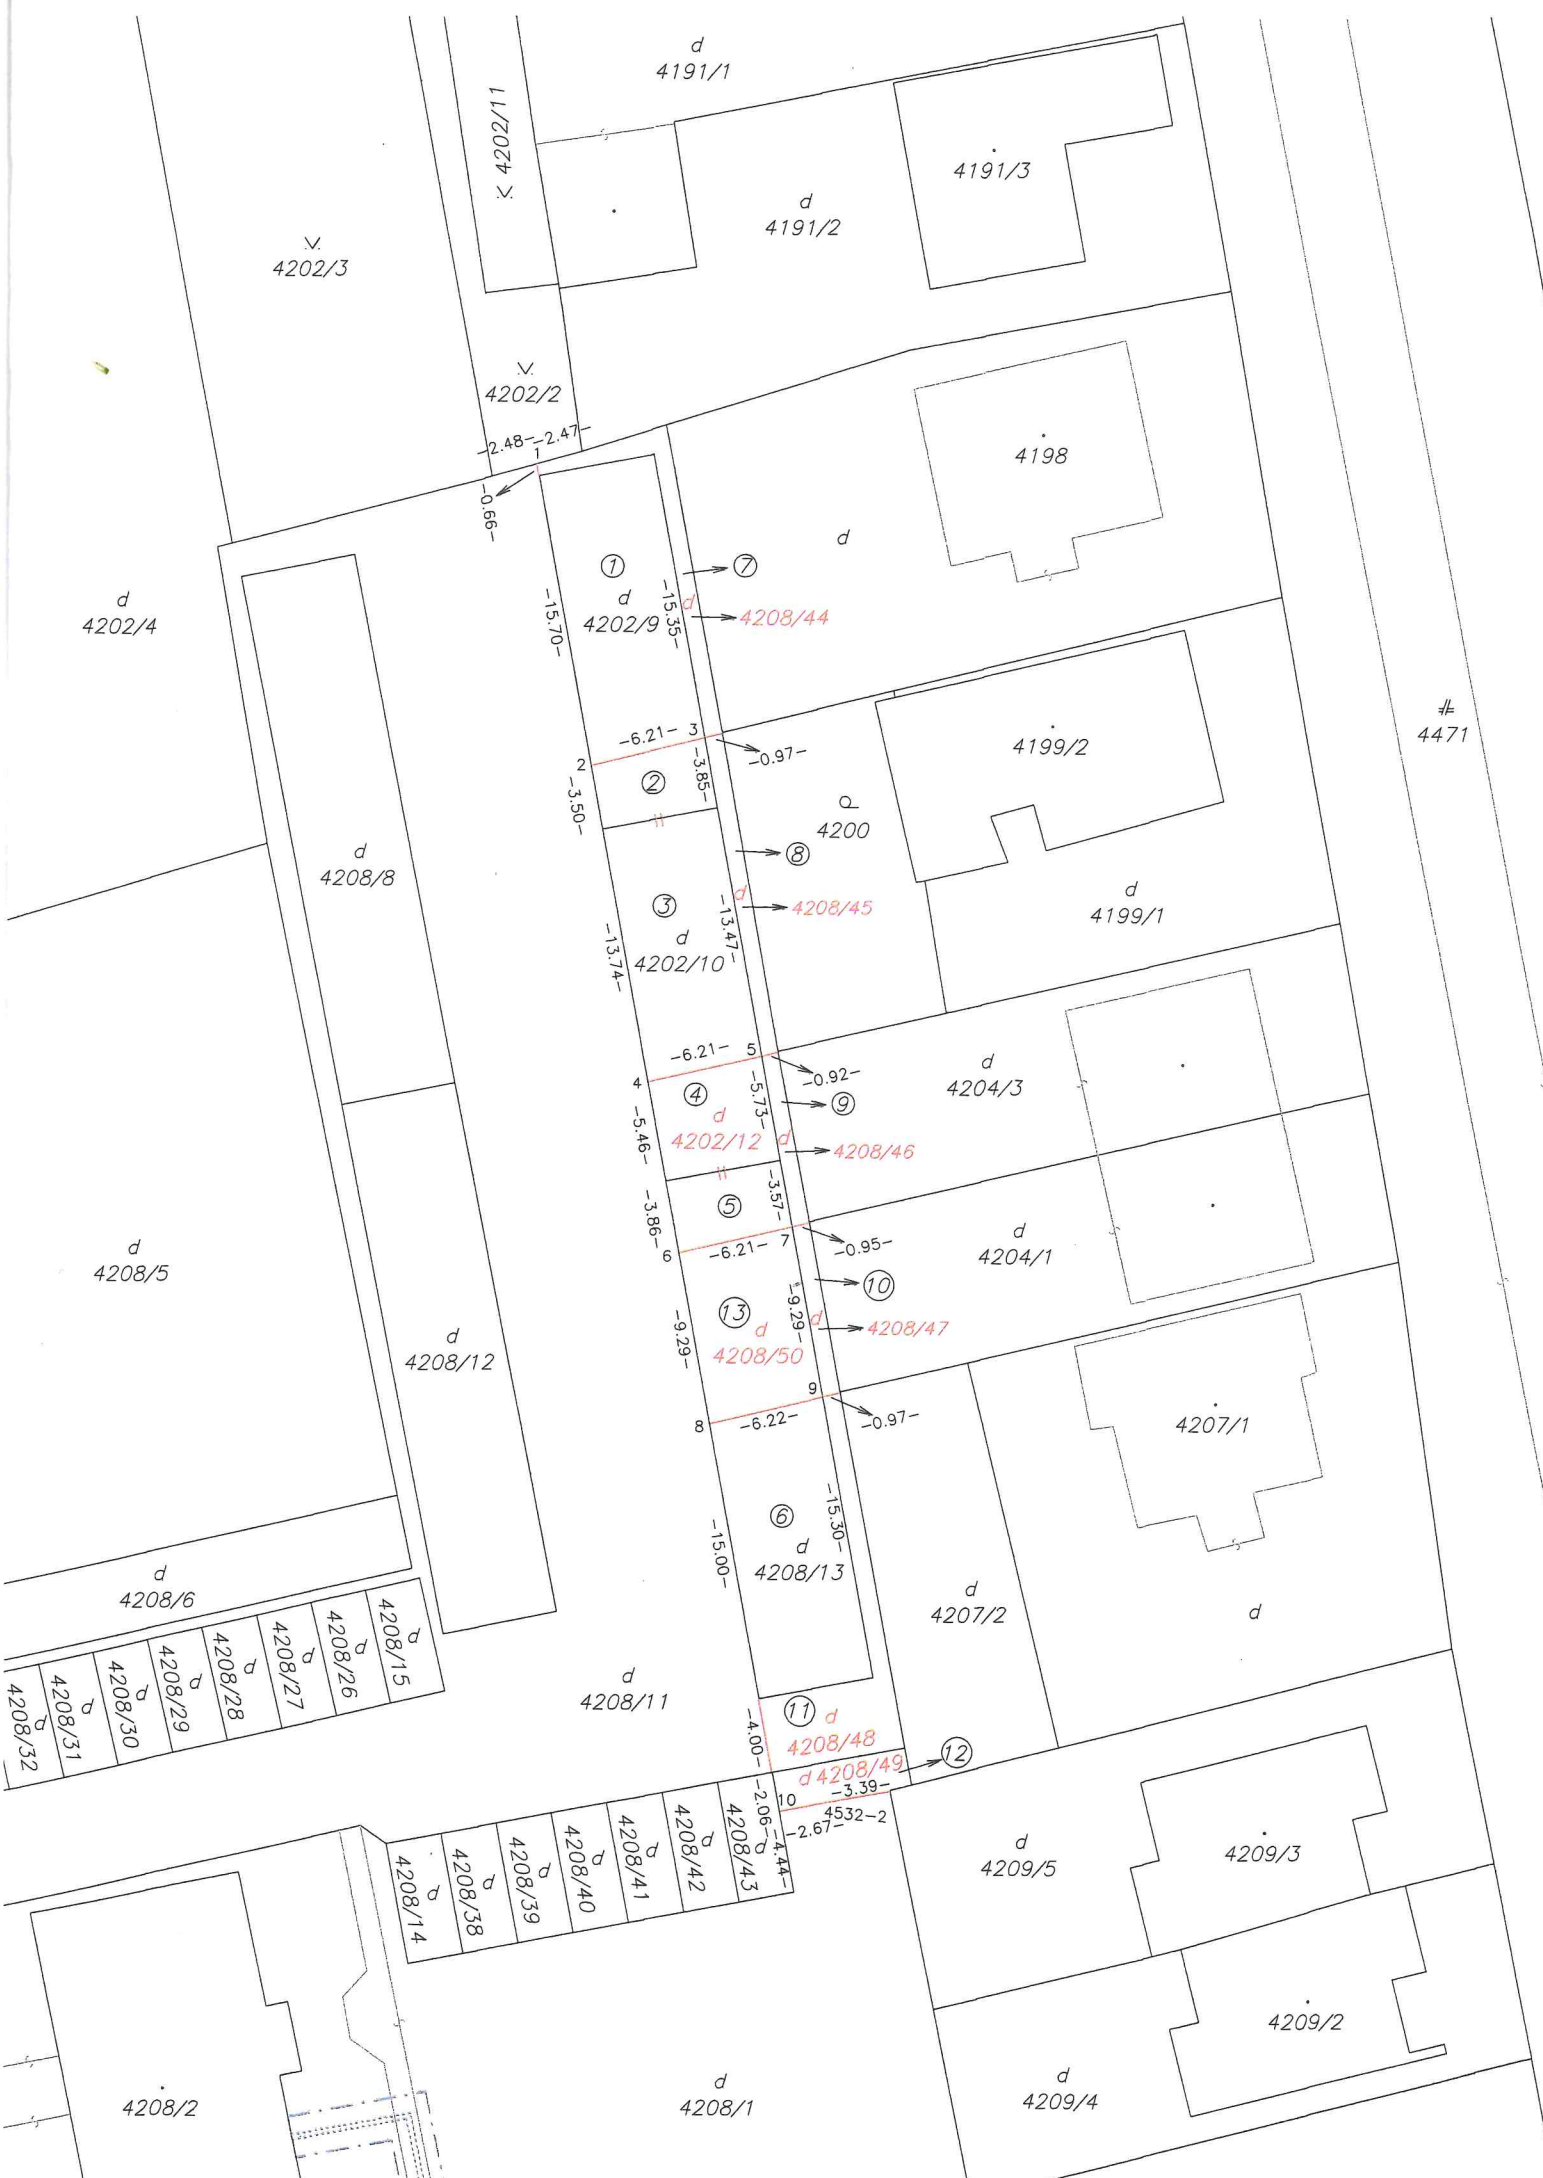 d
4191/1
4202/11
4191/3
d
4191/2
4202/3
4202/2
-2.48-
-2.47-
1
-0.66-
4198
d
①
d
4202/9
⑦
-15.70-
-15.35-
d
4208/44
d
4202/4
-6.21-
3
2
-0.97-
②
-3.85-
-3.50-
4199/2
4471
4200
⑧
d
4208/8
③
d
4202/10
d
4208/45
-13.74-
-13.47-
d
4199/1
-6.21-
5
4
-0.92-
④
⑨
-5.73-
-5.46-
d
4202/12
d
4208/46
d
4204/3
⑤
-3.57-
-3.86-
6
-6.21-
7
-0.95-
d
4204/1
d
4208/5
⑩
⑬
-9.29-
-9.29-
d
4208/50
d
4208/47
d
4208/12
9
8
-6.22-
-0.97-
4207/1
⑥
-15.30-
-15.00-
d
4208/13
d
4208/6
d
4207/2
d
d
4208/15
d
4208/26
d
4208/27
d
4208/28
d
4208/29
d
4208/30
d
4208/31
d
4208/32
d
4208/11
⑪
d
4208/48
-4.00-
⑫
d 4208/49
-3.39-
10
4532-2
-2.06-
-2.67-
-4.44-
d
4208/43
d
4208/42
d
4208/41
d
4208/40
d
4208/39
d
4208/38
d
4208/14
d
4209/5
4209/3
4209/2
d
4209/4
4208/2
d
4208/1